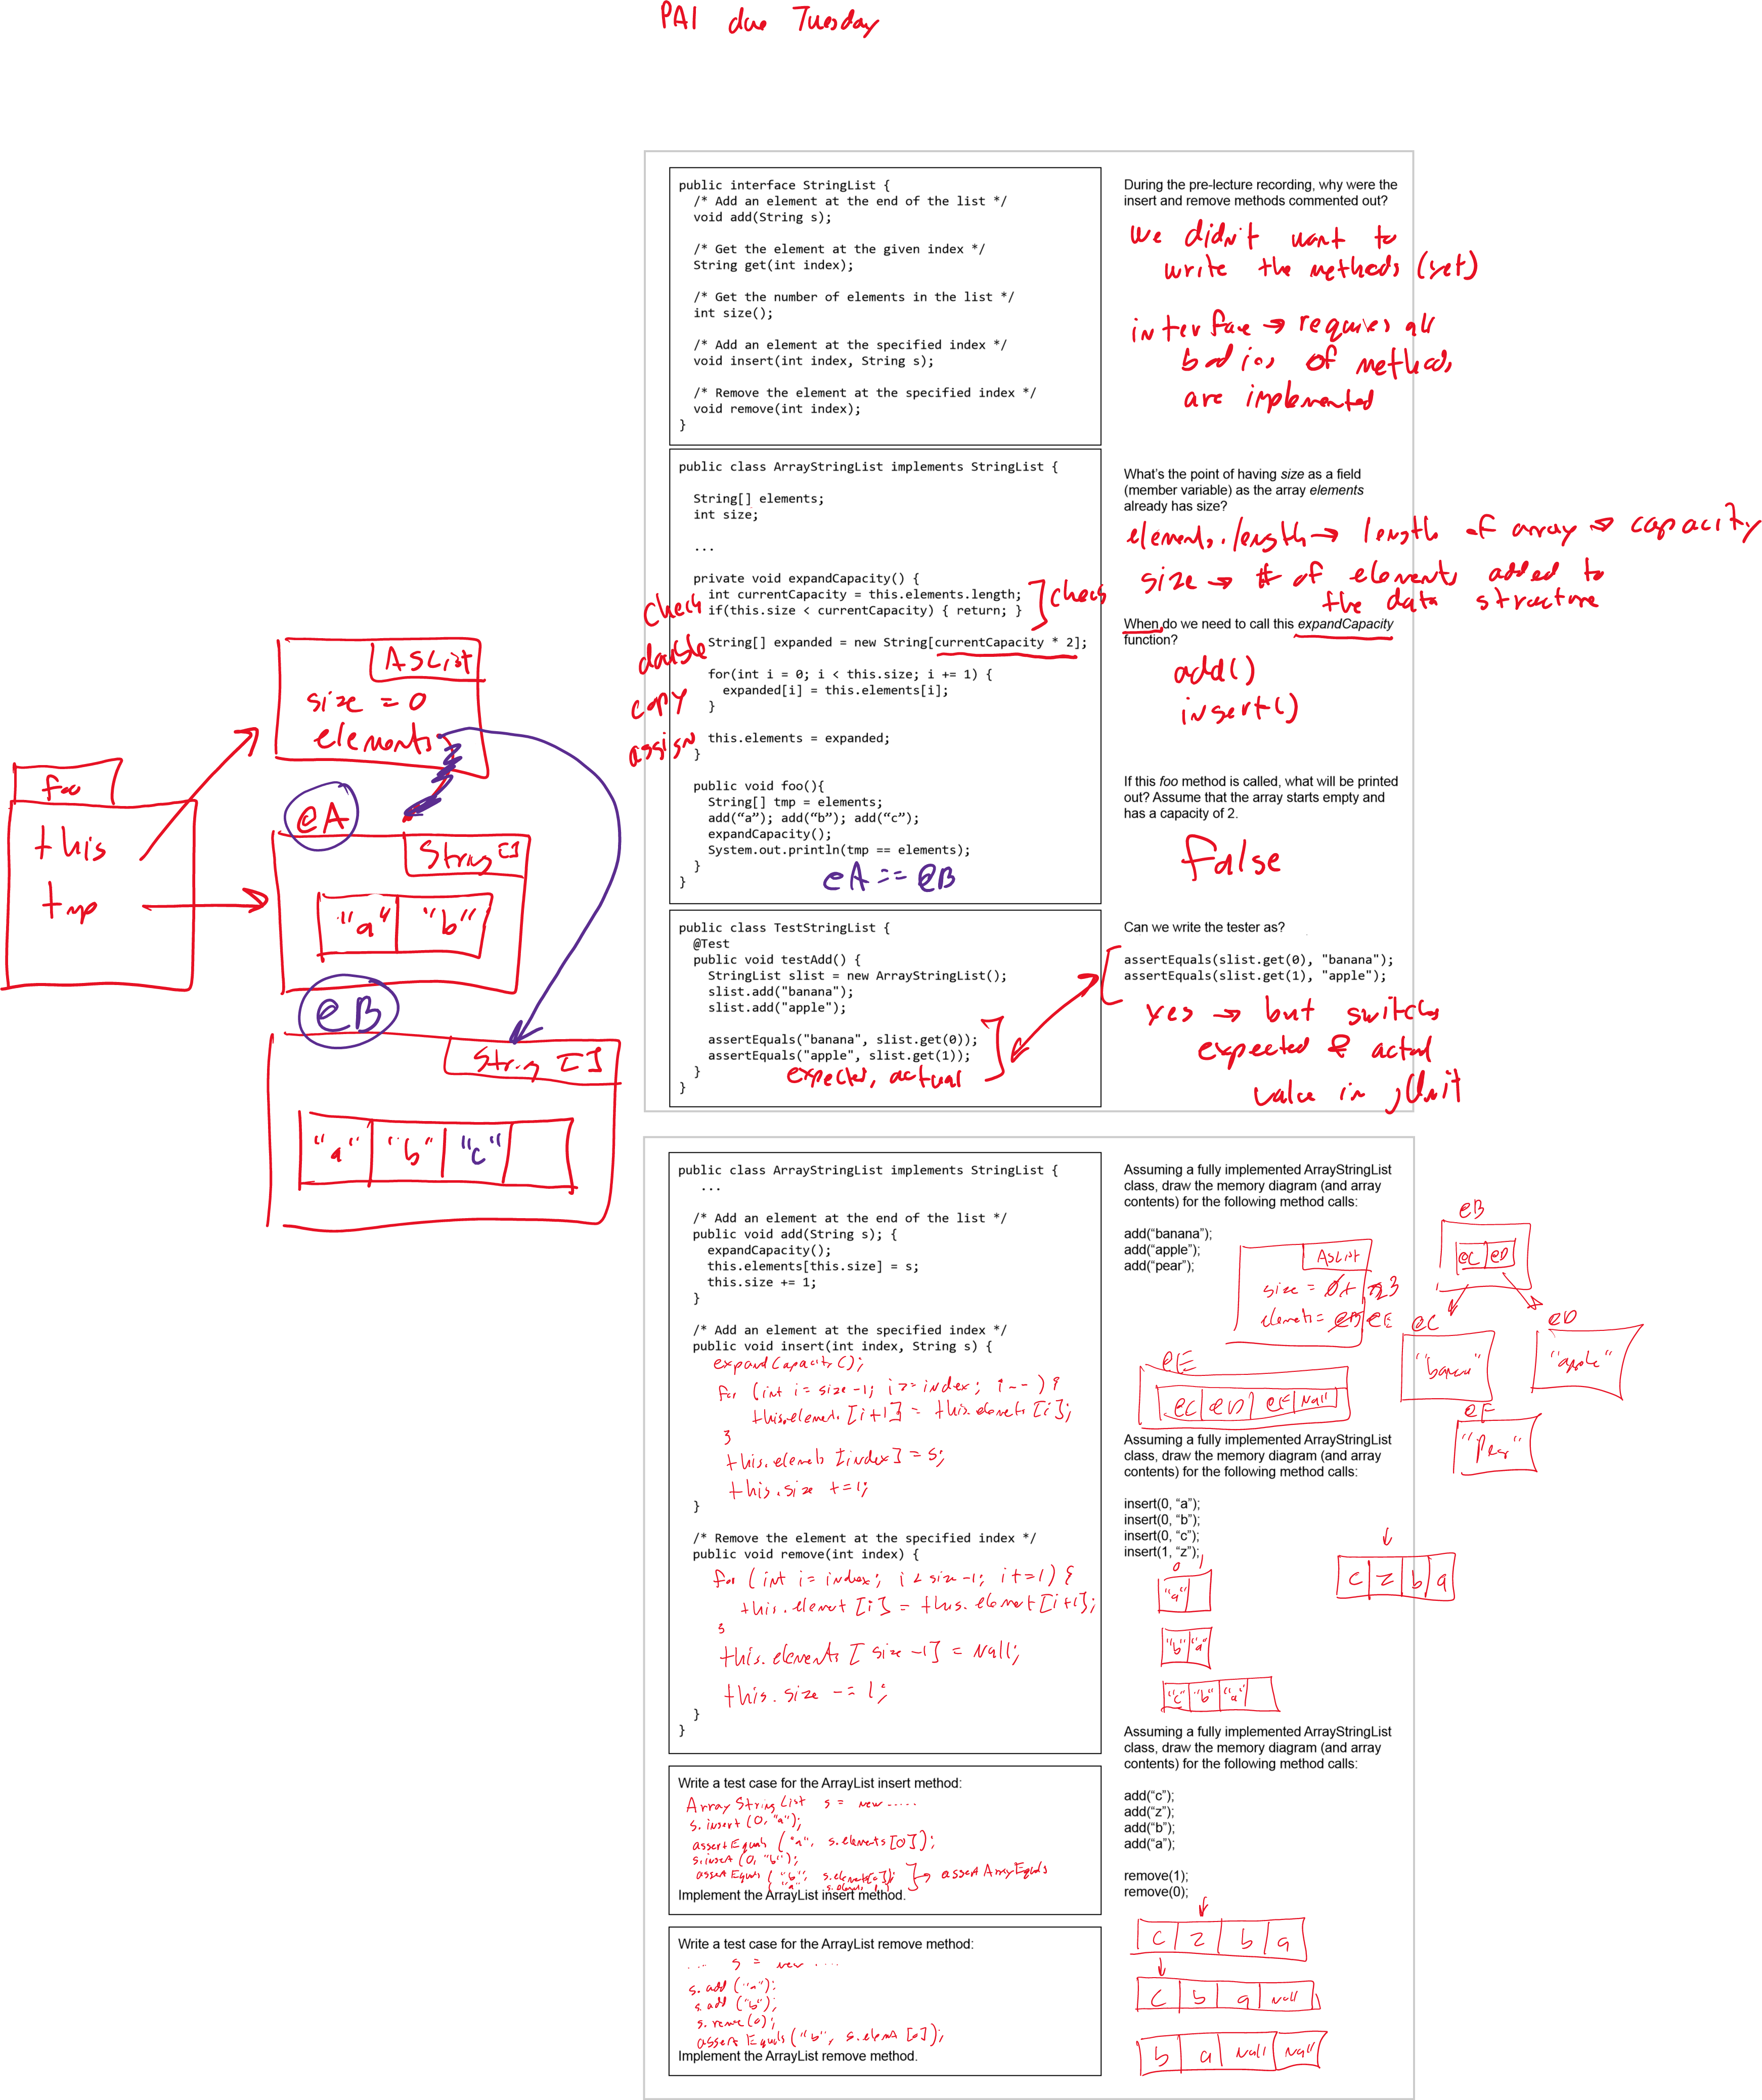 PA1 due Tuesday
public interface StringList {
/* Add an element at the end of the list */
void add(String s);
/* Get the element at the given index */
String get(int index);
/* Get the number of elements in the list */
int size();
/* Add an element at the specified index */
void insert(int index, String s);
/* Remove the element at the specified index */
void remove(int index);
}
During the pre-lecture recording, why were the
insert and remove methods commented out?
We didn't want to
write the methods (yet)
interface → requires all
bodies of methods
are implemented
public class ArrayStringList implements StringList {
String[] elements;
int size;
...
private void expandCapacity() {
int currentCapacity = this.elements.length;
if(this.size < currentCapacity) { return; }
String[] expanded = new String[currentCapacity * 2];
for(int i = 0; i < this.size; i += 1) {
expanded[i] = this.elements[i];
}
this.elements = expanded;
}
public void foo(){
String[] tmp = elements;
add(“a”); add(“b”); add(“c”);
expandCapacity();
System.out.println(tmp == elements);
}
}
@A == @B
check
check
double
copy
assign
What’s the point of having size as a field
(member variable) as the array elements
already has size?
elements.length → length of array → capacity
size → # of elements added to
the data structure
When do we need to call this expandCapacity
function?
add()
insert()
If this foo method is called, what will be printed
out? Assume that the array starts empty and
has a capacity of 2.
false
ASList
size = 0
elements
foo
this
tmp
@A
String[]
"a" "b"
@B
String []
"a" "b" "c"
public class TestStringList {
@Test
public void testAdd() {
StringList slist = new ArrayStringList();
slist.add("banana");
slist.add("apple");
assertEquals("banana", slist.get(0));
assertEquals("apple", slist.get(1));
}
}
expected, actual
Can we write the tester as?
assertEquals(slist.get(0), "banana");
assertEquals(slist.get(1), "apple");
yes → but switch
expected & actual
value in jUnit
public class ArrayStringList implements StringList {
...
/* Add an element at the end of the list */
public void add(String s); {
expandCapacity();
this.elements[this.size] = s;
this.size += 1;
}
/* Add an element at the specified index */
public void insert(int index, String s) {
expandCapacity();
for (int i = size-1; i >= index; i--) {
this.elements[i+1] = this.elements[i];
}
this.elements[index] = s;
this.size += 1;
}
/* Remove the element at the specified index */
public void remove(int index) {
for (int i = index; i < size-1; i += 1) {
this.element[i] = this.element[i+1];
}
this.elements[size-1] = null;
this.size -= 1;
}
}
Assuming a fully implemented ArrayStringList
class, draw the memory diagram (and array
contents) for the following method calls:
add(“banana”);
add(“apple”);
add(“pear”);
ASList
size = 0 1 2 3
elements = @B @E
@B
@C @D
@C
"banana"
@D
"apple"
@E
@C @D @F null
@F
"pear"
Assuming a fully implemented ArrayStringList
class, draw the memory diagram (and array
contents) for the following method calls:
insert(0, “a”);
insert(0, “b”);
insert(0, “c”);
insert(1, “z”);
0 1
"a"
"b" "a"
"c" "b" "a"
c z b a
Assuming a fully implemented ArrayStringList
class, draw the memory diagram (and array
contents) for the following method calls:
add(“c”);
add(“z”);
add(“b”);
add(“a”);
remove(1);
remove(0);
c z b a
c b a null
b a null null
Write a test case for the ArrayList insert method:
ArrayStringList s = new .....
s.insert(0, "a");
assertEquals("a", s.elements[0]);
s.insert(0, "b");
assertEquals("b", s.elements[0]); → assertArrayEquals
"a"
Implement the ArrayList insert method.
Write a test case for the ArrayList remove method:
... s = new ....
s.add("a");
s.add("b");
s.remove(0);
assertEquals("b", s.element[0]);
Implement the ArrayList remove method.